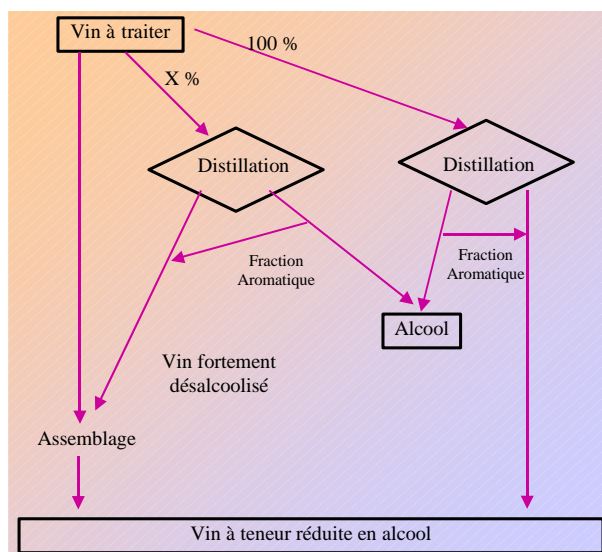 Vin à traiter
100 %
X %
Distillation
Distillation
Fraction
Aromatique
Fraction
Aromatique
Alcool
Vin fortement
désalcoolisé
Assemblage
Vin à teneur réduite en alcool